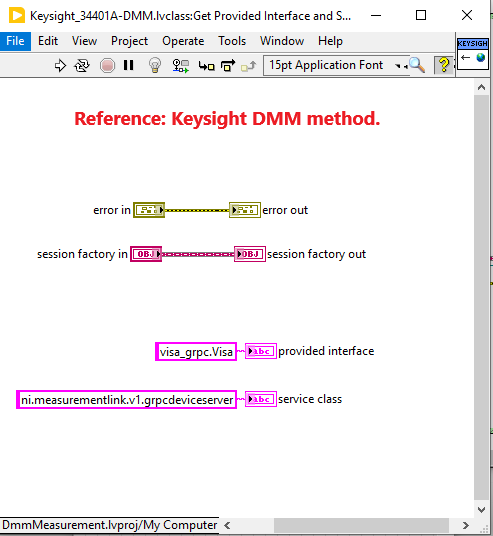 Keysight_34401A-DMM.lvclass:Get Provided Interface and S...
File Edit View Project Operate Tools Window Help
15pt Application Font
?
KEYSIGH
Reference: Keysight DMM method.
error in error out
session factory in OBJ OBJ session factory out
visa_grpc.Visa abc provided interface
ni.measurementlink.v1.grpcdeviceserver abc service class
DmmMeasurement.lvproj/My Computer